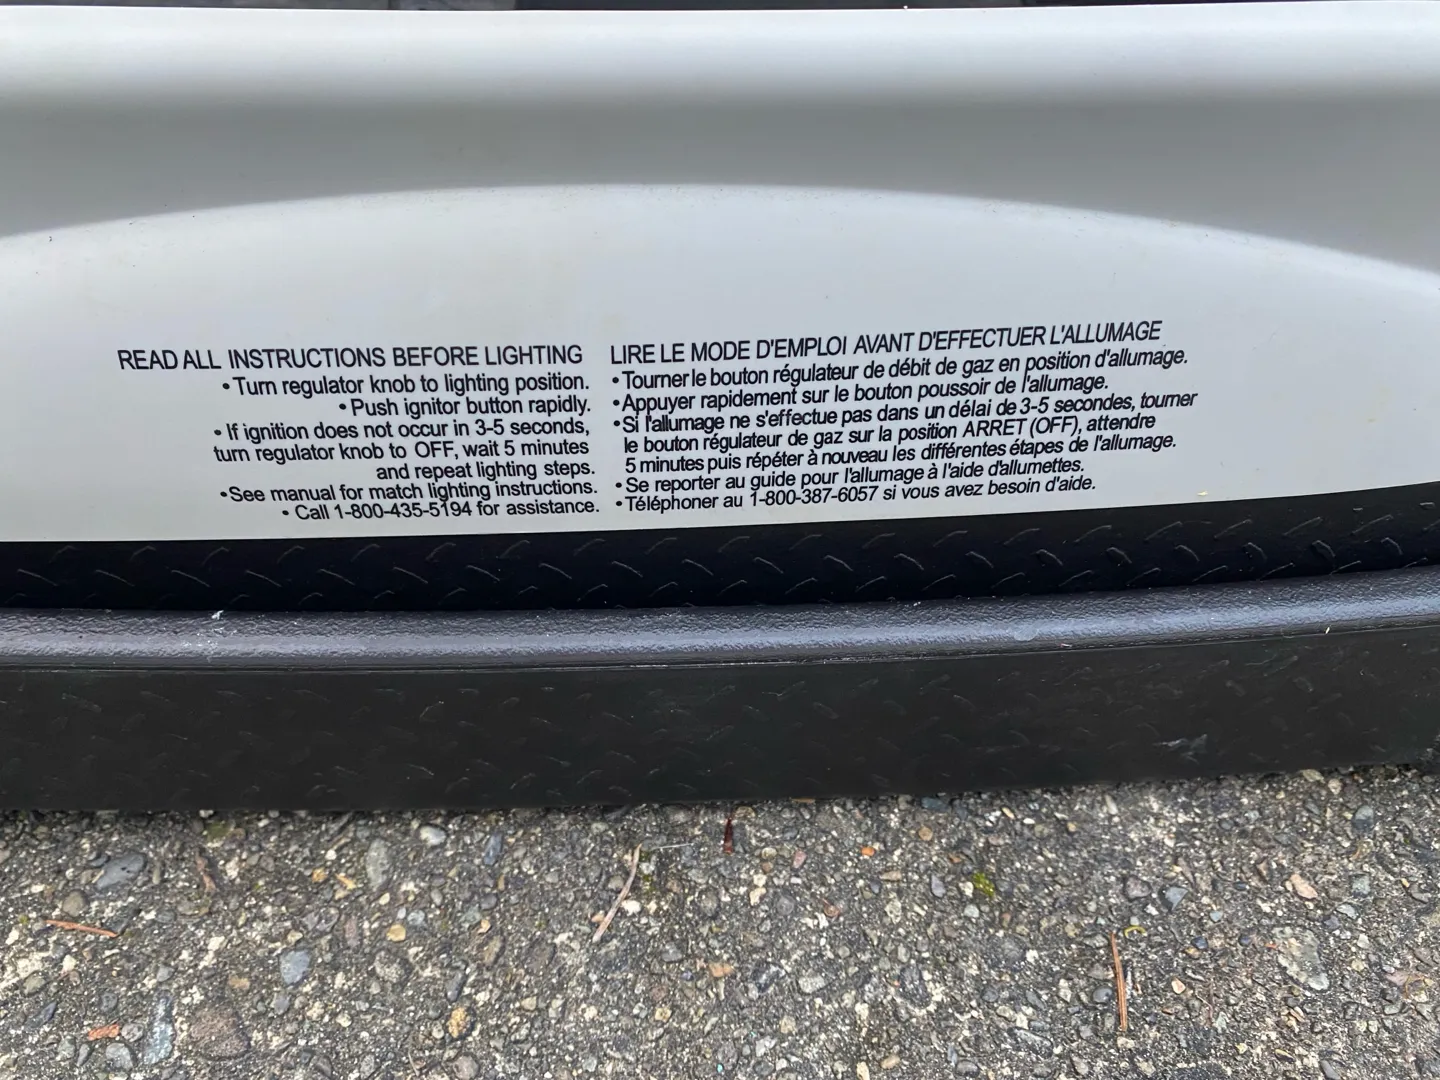 READ ALL INSTRUCTIONS BEFORE LIGHTING
• Turn regulator knob to lighting position.
• Push ignitor button rapidly.
• If ignition does not occur in 3-5 seconds,
turn regulator knob to OFF, wait 5 minutes
and repeat lighting steps.
• See manual for match lighting instructions.
• Call 1-800-435-5194 for assistance.
LIRE LE MODE D'EMPLOI AVANT D'EFFECTUER L'ALLUMAGE
• Tourner le bouton régulateur de débit de gaz en position d'allumage.
• Appuyer rapidement sur le bouton poussoir de l'allumage.
• Si l'allumage ne s'effectue pas dans un délai de 3-5 secondes, tourner
le bouton régulateur de gaz sur la position ARRET (OFF), attendre
5 minutes puis répéter à nouveau les différentes étapes de l'allumage.
• Se reporter au guide pour l'allumage à l'aide d'allumettes.
• Téléphoner au 1-800-387-6057 si vous avez besoin d'aide.